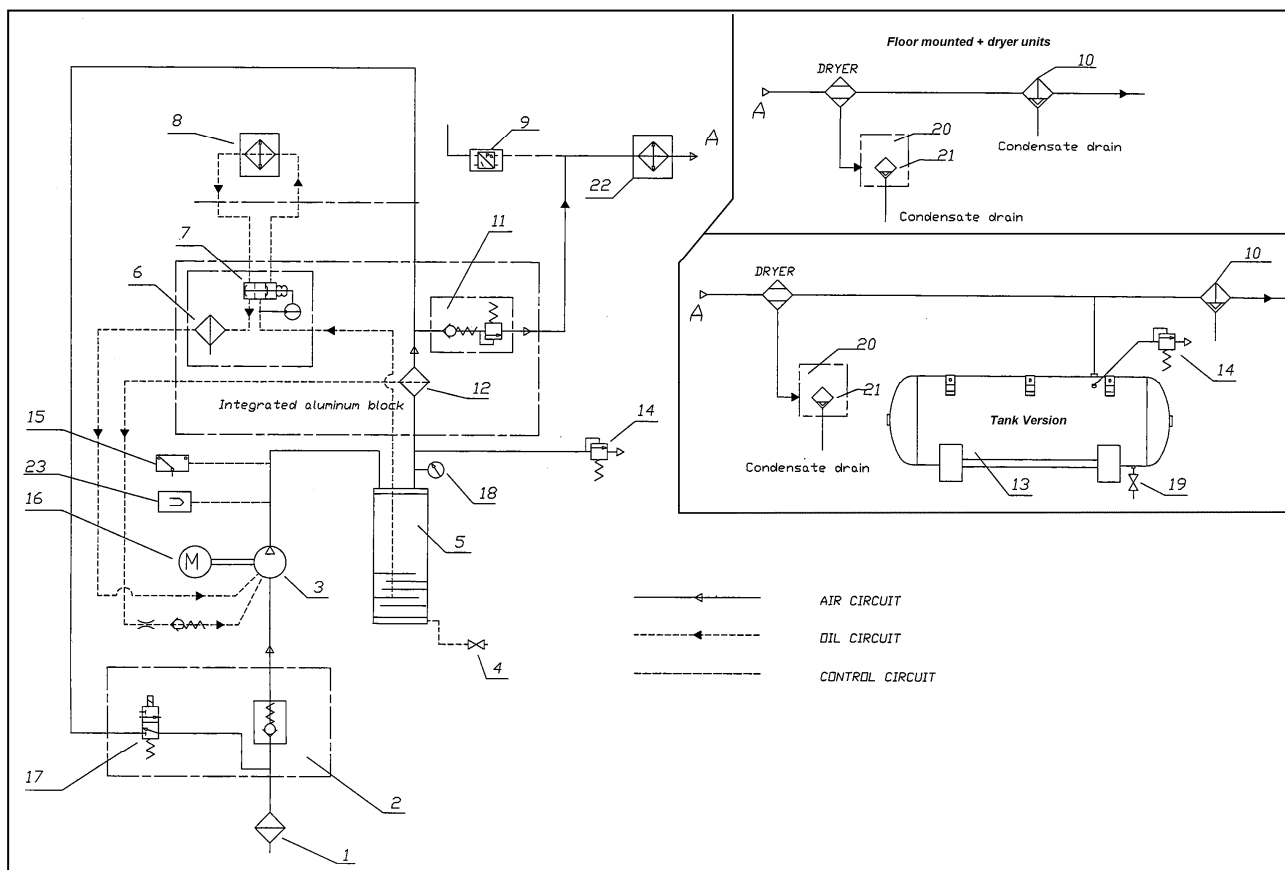 Floor mounted + dryer units
DRYER
10
A
20
21
Condensate drain
Condensate drain
8
9
A
22
7
11
6
12
Integrated aluminum block
15
14
23
18
16
M
5
3
4
17
2
1
DRYER
10
A
20
14
21
Tank Version
Condensate drain
13
19
AIR CIRCUIT
OIL CIRCUIT
CONTROL CIRCUIT